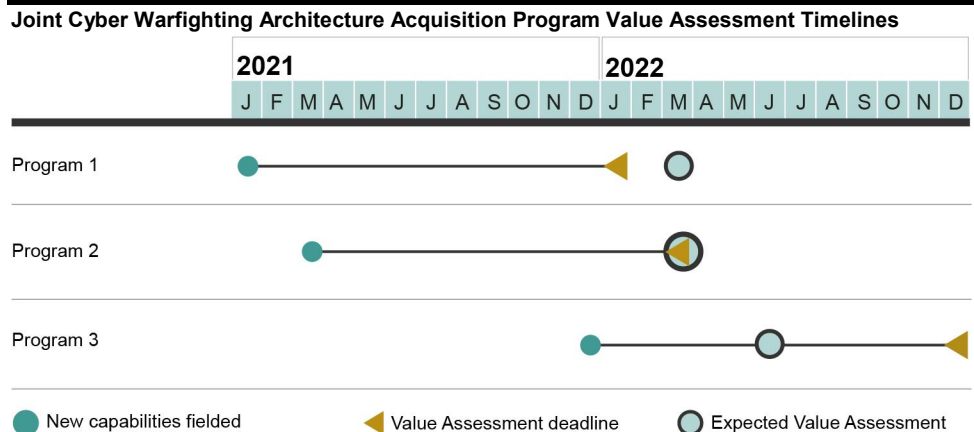 Joint Cyber Warfighting Architecture Acquisition Program Value Assessment Timelines
2021 2022
J F M A M J J A S O N D J F M A M J J A S O N D
Program 1
Program 2
Program 3
New capabilities fielded Value Assessment deadline Expected Value Assessment